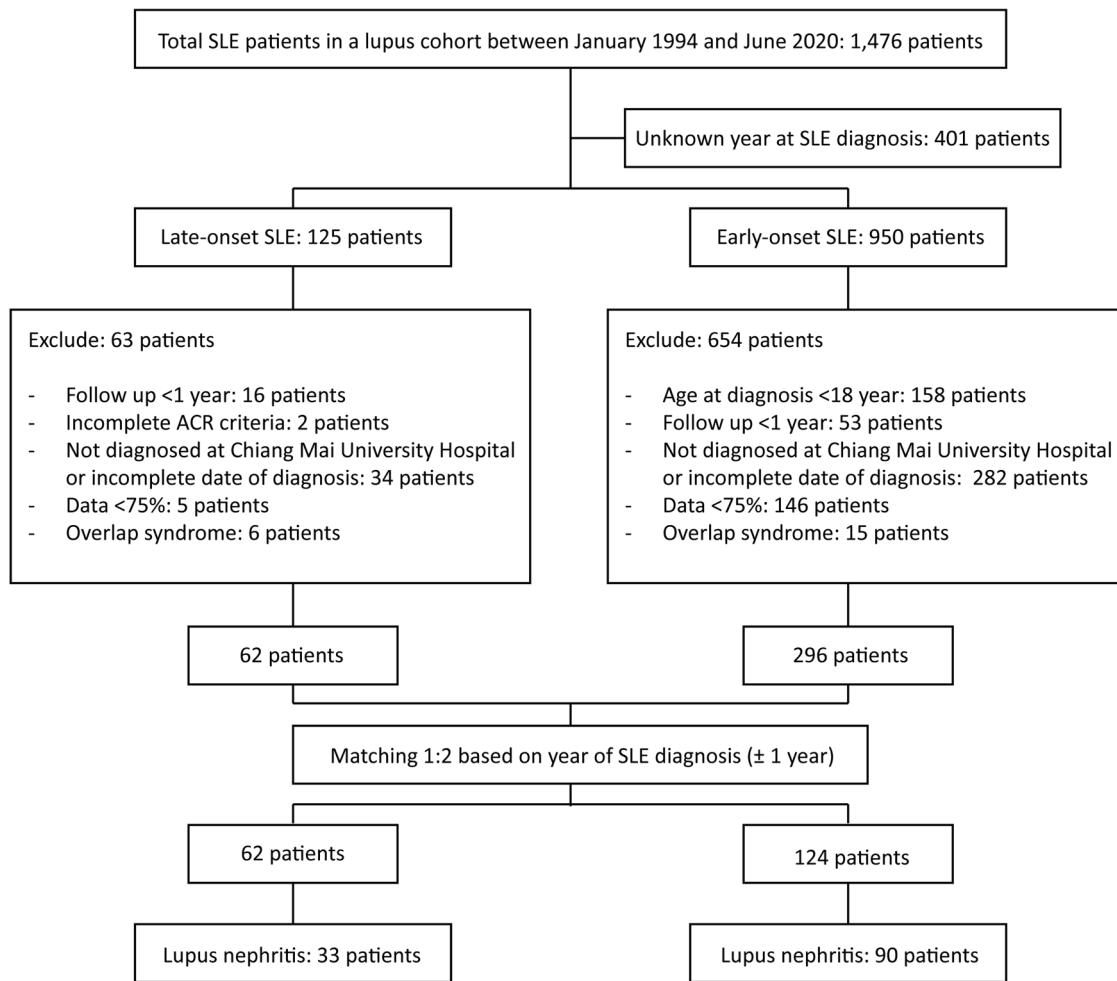 Total SLE patients in a lupus cohort between January 1994 and June 2020: 1,476 patients
Unknown year at SLE diagnosis: 401 patients
Late-onset SLE: 125 patients
Early-onset SLE: 950 patients
Exclude: 63 patients
- Follow up <1 year: 16 patients
- Incomplete ACR criteria: 2 patients
- Not diagnosed at Chiang Mai University Hospital
or incomplete date of diagnosis: 34 patients
- Data <75%: 5 patients
- Overlap syndrome: 6 patients
Exclude: 654 patients
- Age at diagnosis <18 year: 158 patients
- Follow up <1 year: 53 patients
- Not diagnosed at Chiang Mai University Hospital
or incomplete date of diagnosis: 282 patients
- Data <75%: 146 patients
- Overlap syndrome: 15 patients
62 patients
296 patients
Matching 1:2 based on year of SLE diagnosis (± 1 year)
62 patients
124 patients
Lupus nephritis: 33 patients
Lupus nephritis: 90 patients